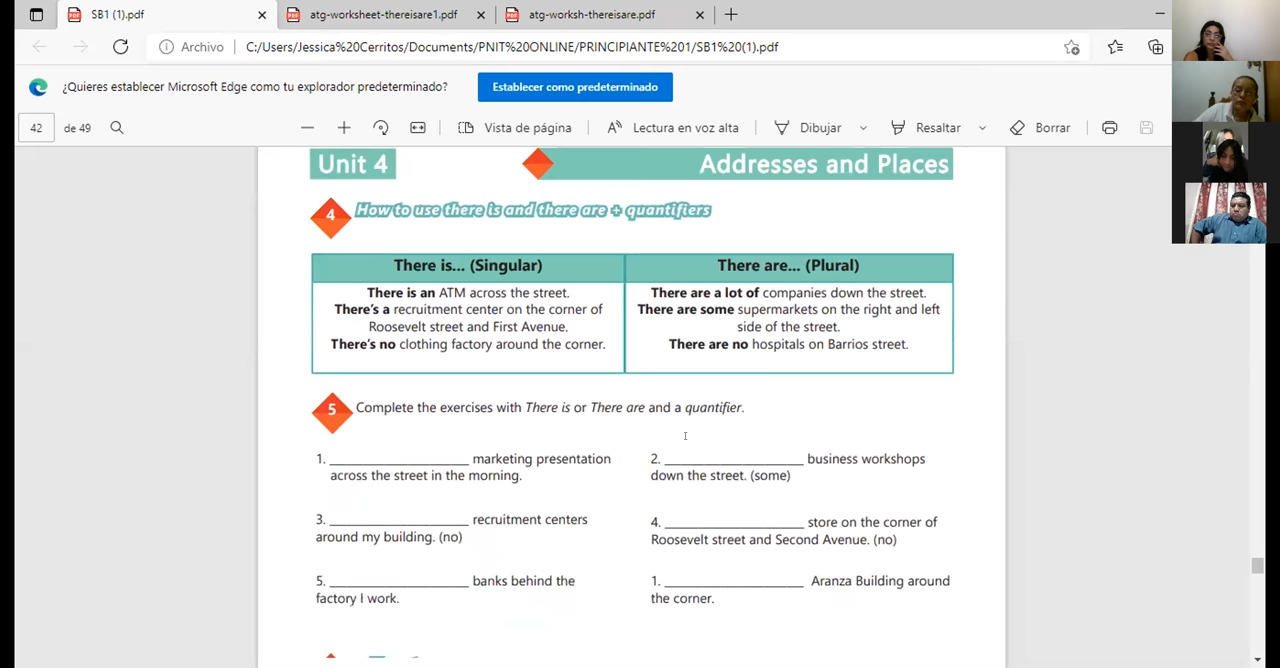 SB1 (1).pdf
atg-worksheet-thereisare1.pdf
atg-worksh-thereisare.pdf
Archivo
C:/Users/Jessica%20Cerritos/Documents/PNIT%20ONLINE/PRINCIPIANTE%201/SB1%20(1).pdf
¿Quieres establecer Microsoft Edge como tu explorador predeterminado?
Establecer como predeterminado
42
de 49
Vista de página
Lectura en voz alta
Dibujar
Resaltar
Borrar
Unit 4
Addresses and Places
4
How to use there is and there are + quantifiers
There is... (Singular)
There are... (Plural)
There is an ATM across the street.
There's a recruitment center on the corner of
Roosevelt street and First Avenue.
There's no clothing factory around the corner.
There are a lot of companies down the street.
There are some supermarkets on the right and left
side of the street.
There are no hospitals on Barrios street.
5
Complete the exercises with There is or There are and a quantifier.
1. ____________________ marketing presentation
across the street in the morning.
2. ____________________ business workshops
down the street. (some)
3. ____________________ recruitment centers
around my building. (no)
4. ____________________ store on the corner of
Roosevelt street and Second Avenue. (no)
5. ____________________ banks behind the
factory I work.
1. ____________________ Aranza Building around
the corner.